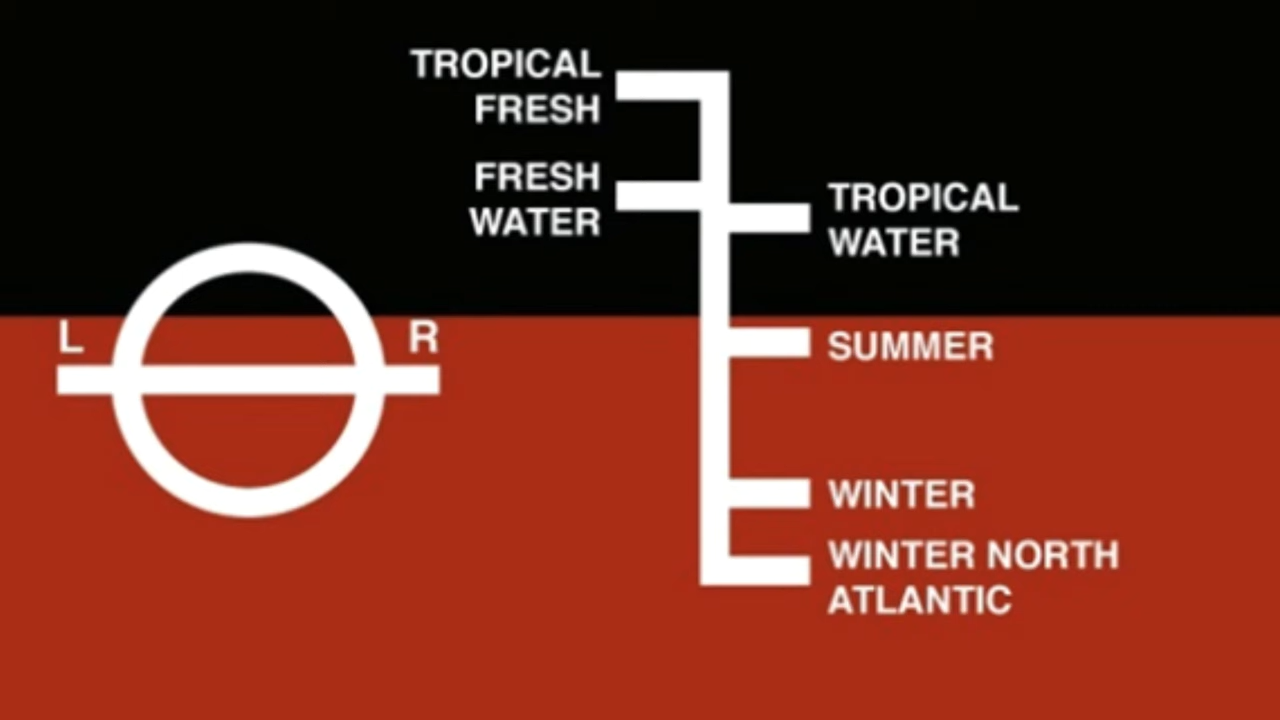 TROPICAL
FRESH
FRESH
WATER
TROPICAL
WATER
L R
SUMMER
WINTER
WINTER NORTH
ATLANTIC